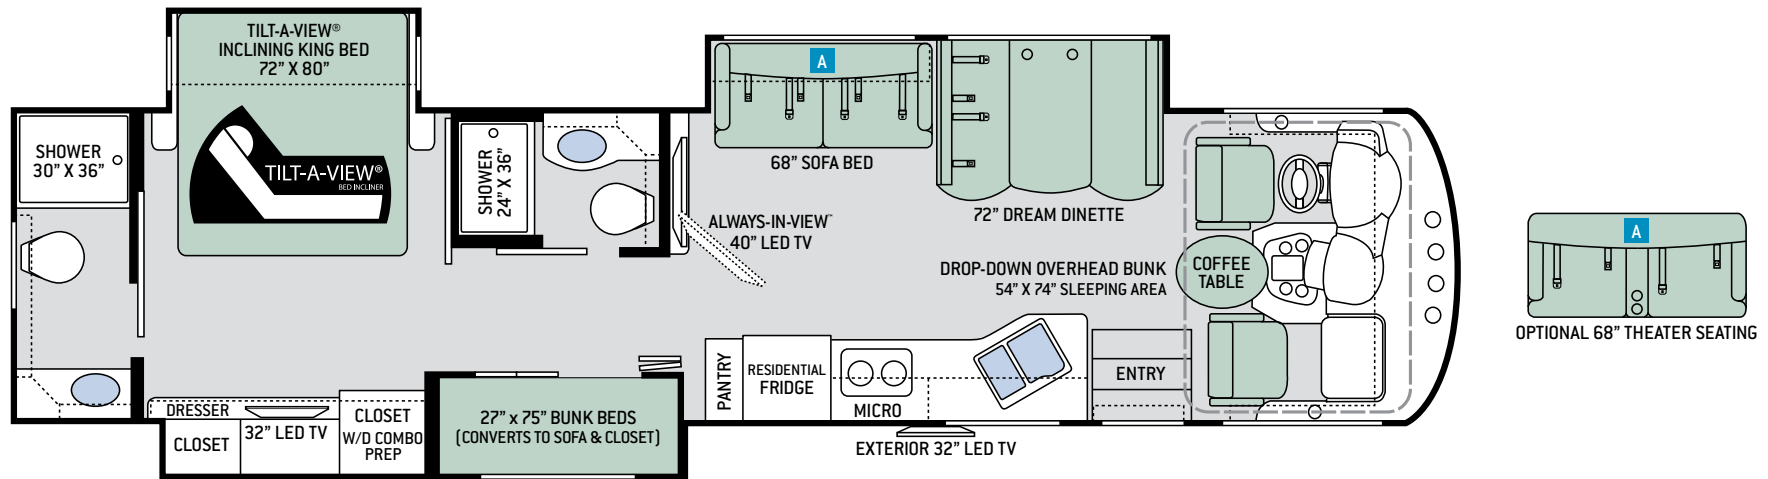 TILT-A-VIEW®
INCLINING KING BED
72” X 80”
SHOWER
30” X 36”
TILT-A-VIEW®
BED INCLINER
SHOWER
24” X 36”
A
68” SOFA BED
72” DREAM DINETTE
ALWAYS-IN-VIEW™
40” LED TV
DROP-DOWN OVERHEAD BUNK
54” X 74” SLEEPING AREA
COFFEE
TABLE
A
OPTIONAL 68” THEATER SEATING
DRESSER
CLOSET
32” LED TV
CLOSET
W/D COMBO
PREP
27” x 75” BUNK BEDS
(CONVERTS TO SOFA & CLOSET)
PANTRY
RESIDENTIAL
FRIDGE
MICRO
ENTRY
EXTERIOR 32” LED TV